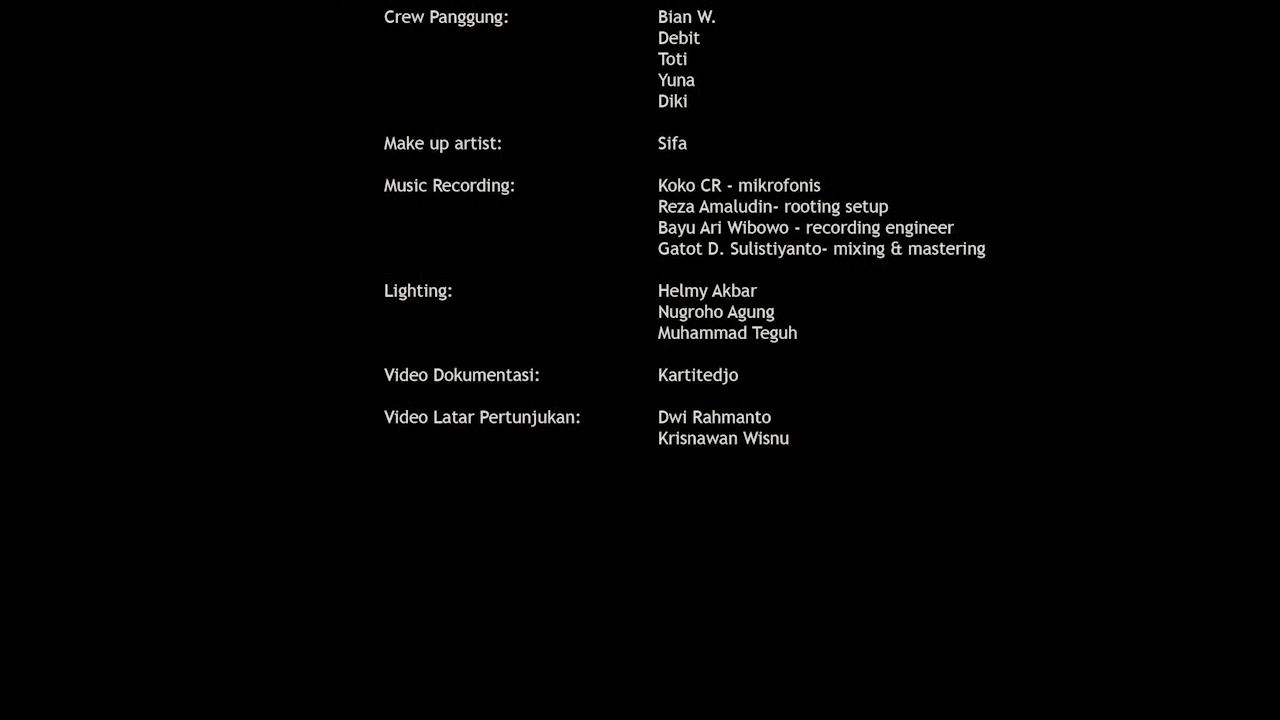 Crew Panggung: Bian W.
Debit
Toti
Yuna
Diki
Make up artist: Sifa
Music Recording: Koko CR - mikrofonis
Reza Amaludin- rooting setup
Bayu Ari Wibowo - recording engineer
Gatot D. Sulistiyanto- mixing & mastering
Lighting: Helmy Akbar
Nugroho Agung
Muhammad Teguh
Video Dokumentasi: Kartitedjo
Video Latar Pertunjukan: Dwi Rahmanto
Krisnawan Wisnu